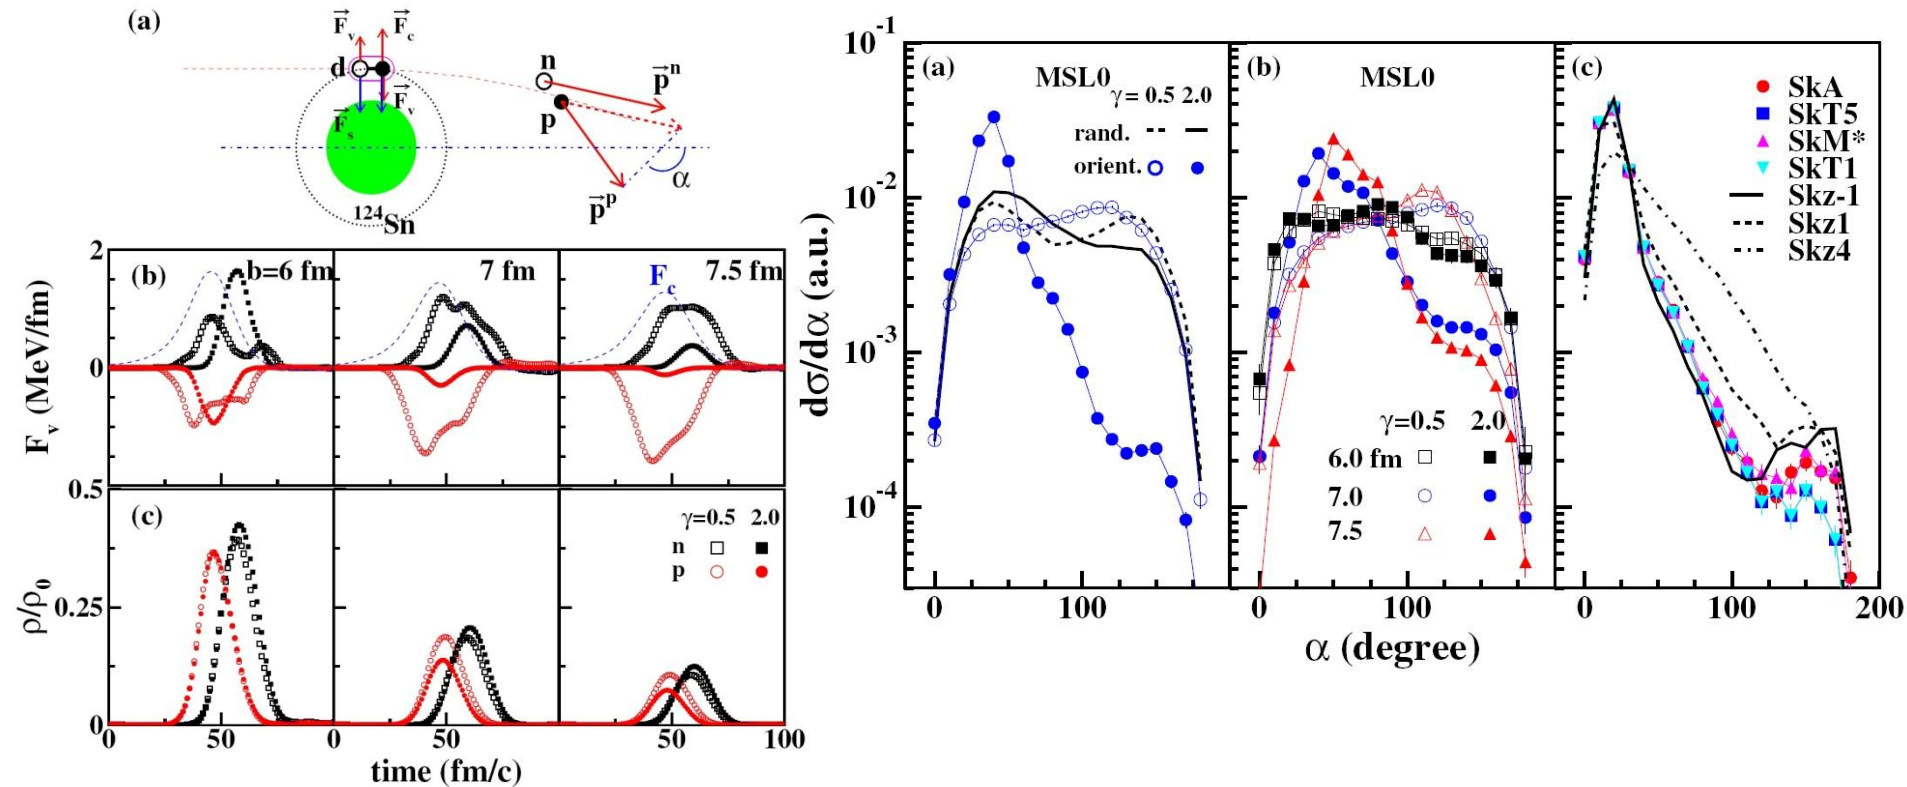 (a)
F_v
F_c
d
n
p^n
F_s
F_v
p
p^p
α
^124Sn
(b)
b=6 fm
7 fm
F_c
7.5 fm
2
0
F_v (MeV/fm)
(c)
γ=0.5 2.0
n
p
0.5
0.25
0
ρ/ρ_0
0 50 0 50 0 50 100
time (fm/c)
10^-1
10^-2
10^-3
10^-4
dσ/dα (a.u.)
(a)
MSL0
γ = 0.5 2.0
rand.
orient.
0 100
(b)
MSL0
γ=0.5 2.0
6.0 fm
7.0
7.5
0 100
α (degree)
(c)
SkA
SkT5
SkM*
SkT1
Skz-1
Skz1
Skz4
0 100 200